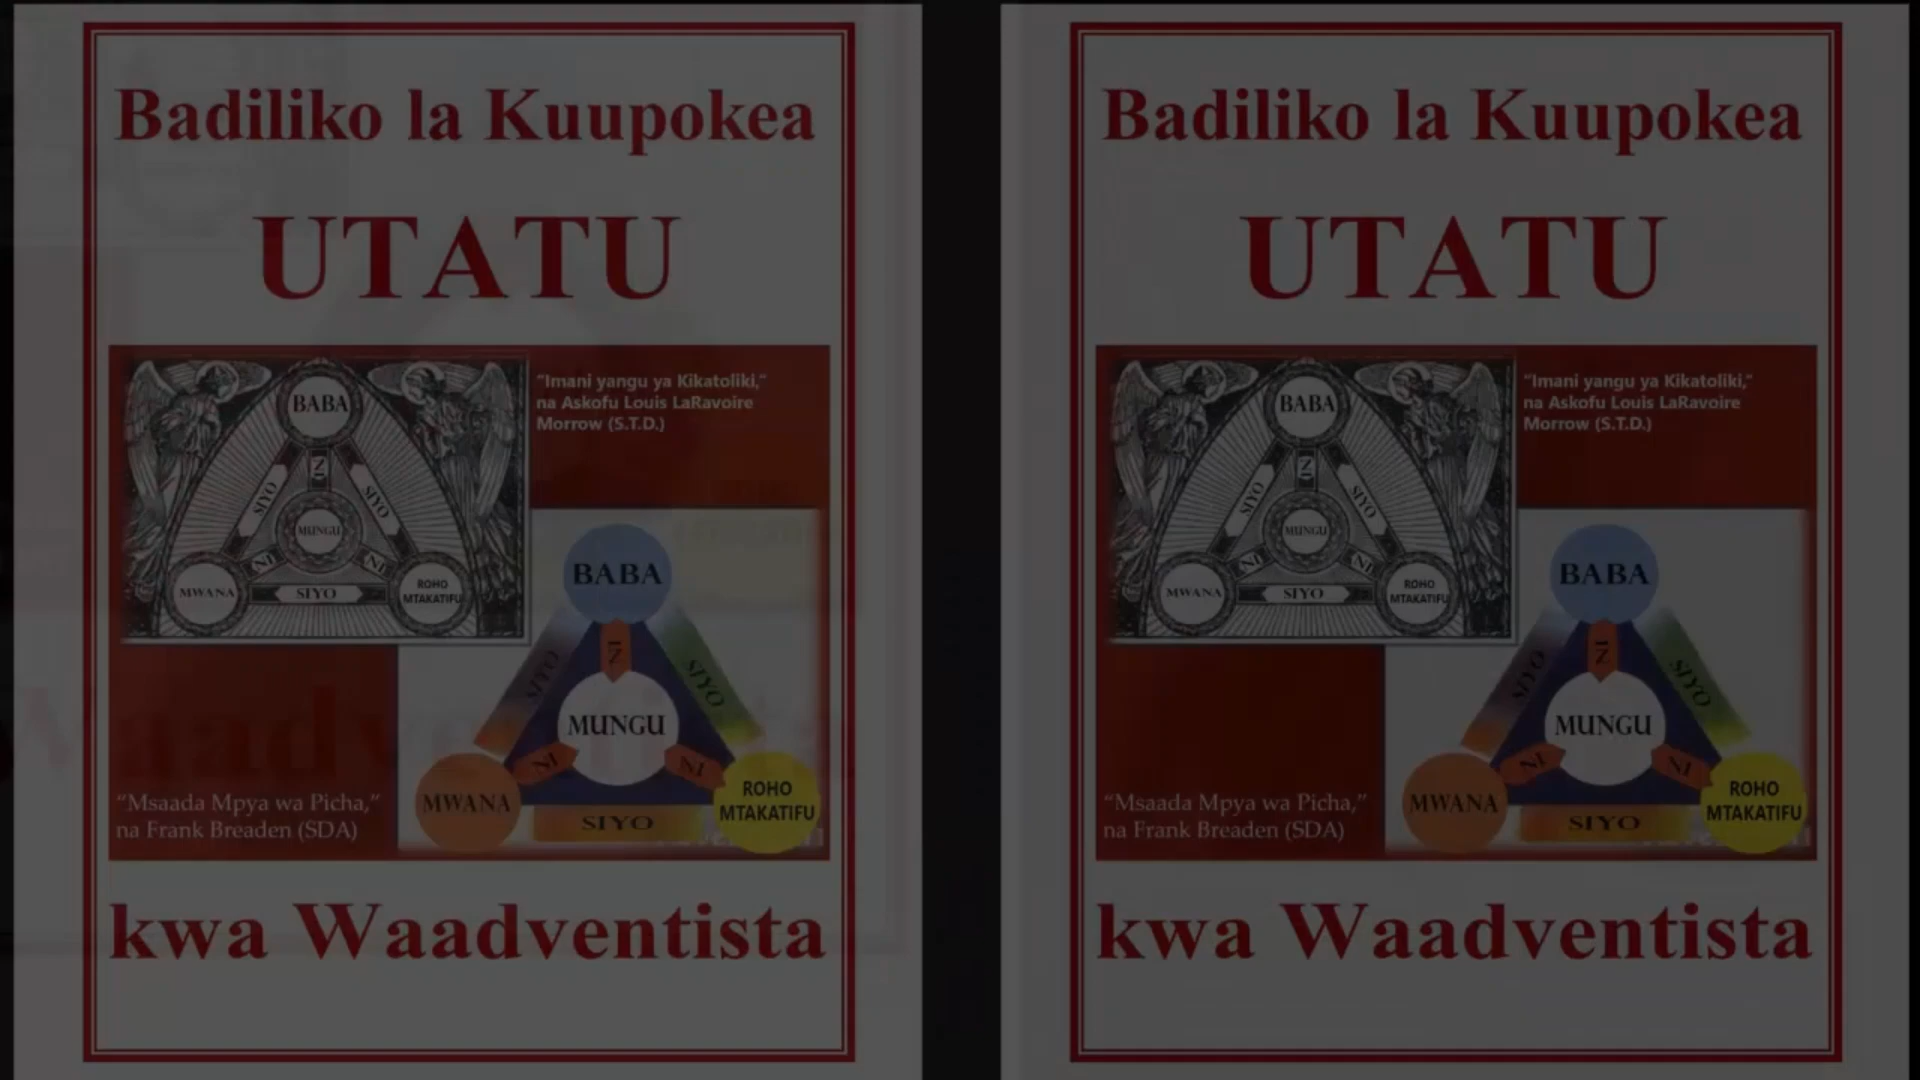 Badiliko la Kuupokea
UTATU
"Imani yangu ya Kikatoliki,"
na Askofu Louis LaRavoire
Morrow (S.T.D.)
BABA
NI
SIYO
SIYO
MUNGU
NI
NI
MWANA
SIYO
ROHO
MTAKATIFU
BABA
NI
SIYO
SIYO
MUNGU
NI
NI
MWANA
SIYO
ROHO
MTAKATIFU
"Msaada Mpya wa Picha,"
na Frank Breaden (SDA)
kwa Waadventista
Badiliko la Kuupokea
UTATU
"Imani yangu ya Kikatoliki,"
na Askofu Louis LaRavoire
Morrow (S.T.D.)
BABA
NI
SIYO
SIYO
MUNGU
NI
NI
MWANA
SIYO
ROHO
MTAKATIFU
BABA
NI
SIYO
SIYO
MUNGU
NI
NI
MWANA
SIYO
ROHO
MTAKATIFU
"Msaada Mpya wa Picha,"
na Frank Breaden (SDA)
kwa Waadventista